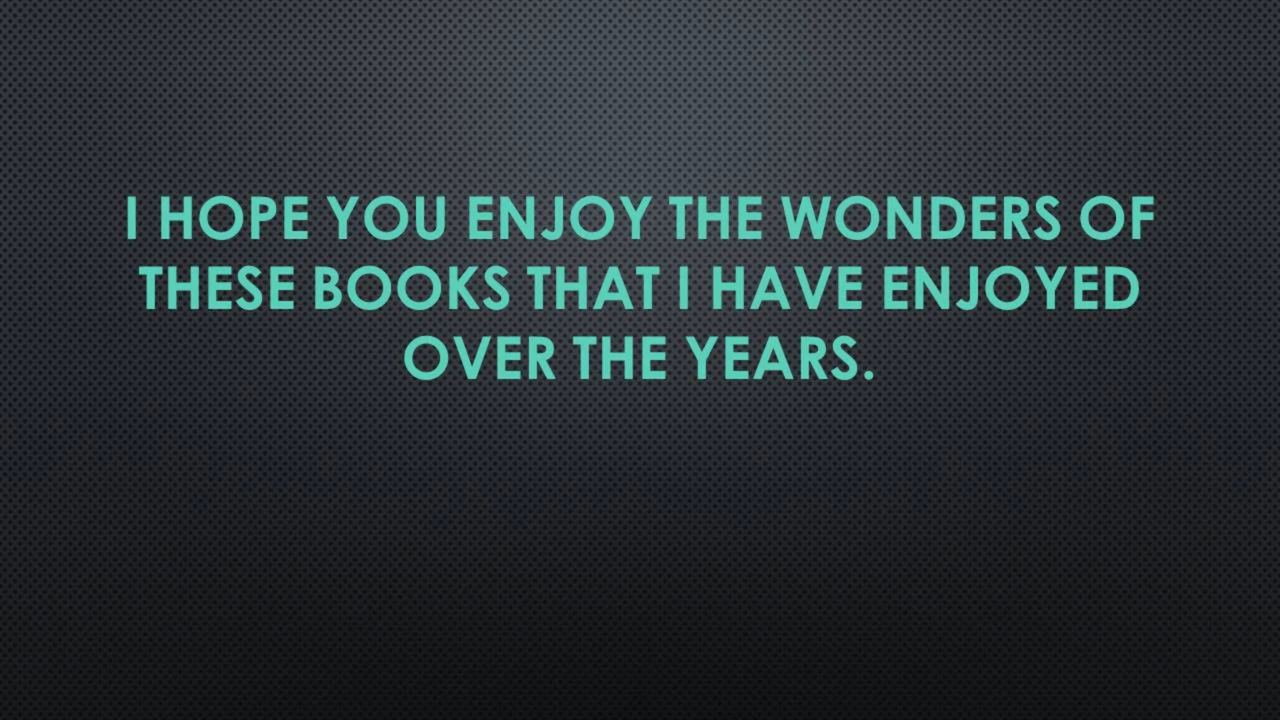 I HOPE YOU ENJOY THE WONDERS OF
THESE BOOKS THAT I HAVE ENJOYED
OVER THE YEARS.